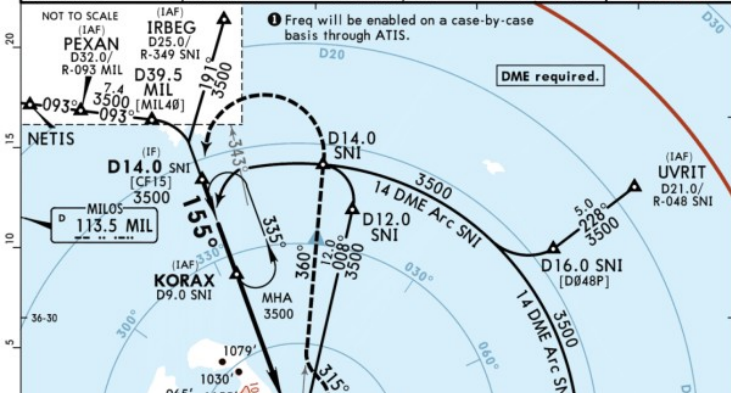 NOT TO SCALE
(IAF)
PEXAN
D32.0/
R-093 MIL
(IAF)
IRBEG
D25.0/
R-349 SNI
D39.5
MIL
[MIL40]
191°
3500
7.4
093° 3500
093°
NETIS
1 Freq will be enabled on a case-by-case
basis through ATIS.
D20
D30
DME required.
20
15
10
5
(IF)
D14.0 SNI
[CF15]
3500
343°
D14.0
SNI
3500
14 DME Arc SNI
(IAF)
UVRIT
D21.0/
R-048 SNI
5.0
228°
3500
MILOS
D 113.5 MIL
155°
335°
D12.0
SNI
12.0
008°
3500
360°
D16.0 SNI
[DØ48P]
330°
030°
(IAF)
KORAX
D9.0 SNI
MHA
3500
3500
14 DME Arc SN
300°
060°
36-30
1079'
1030'
315°
965'
D